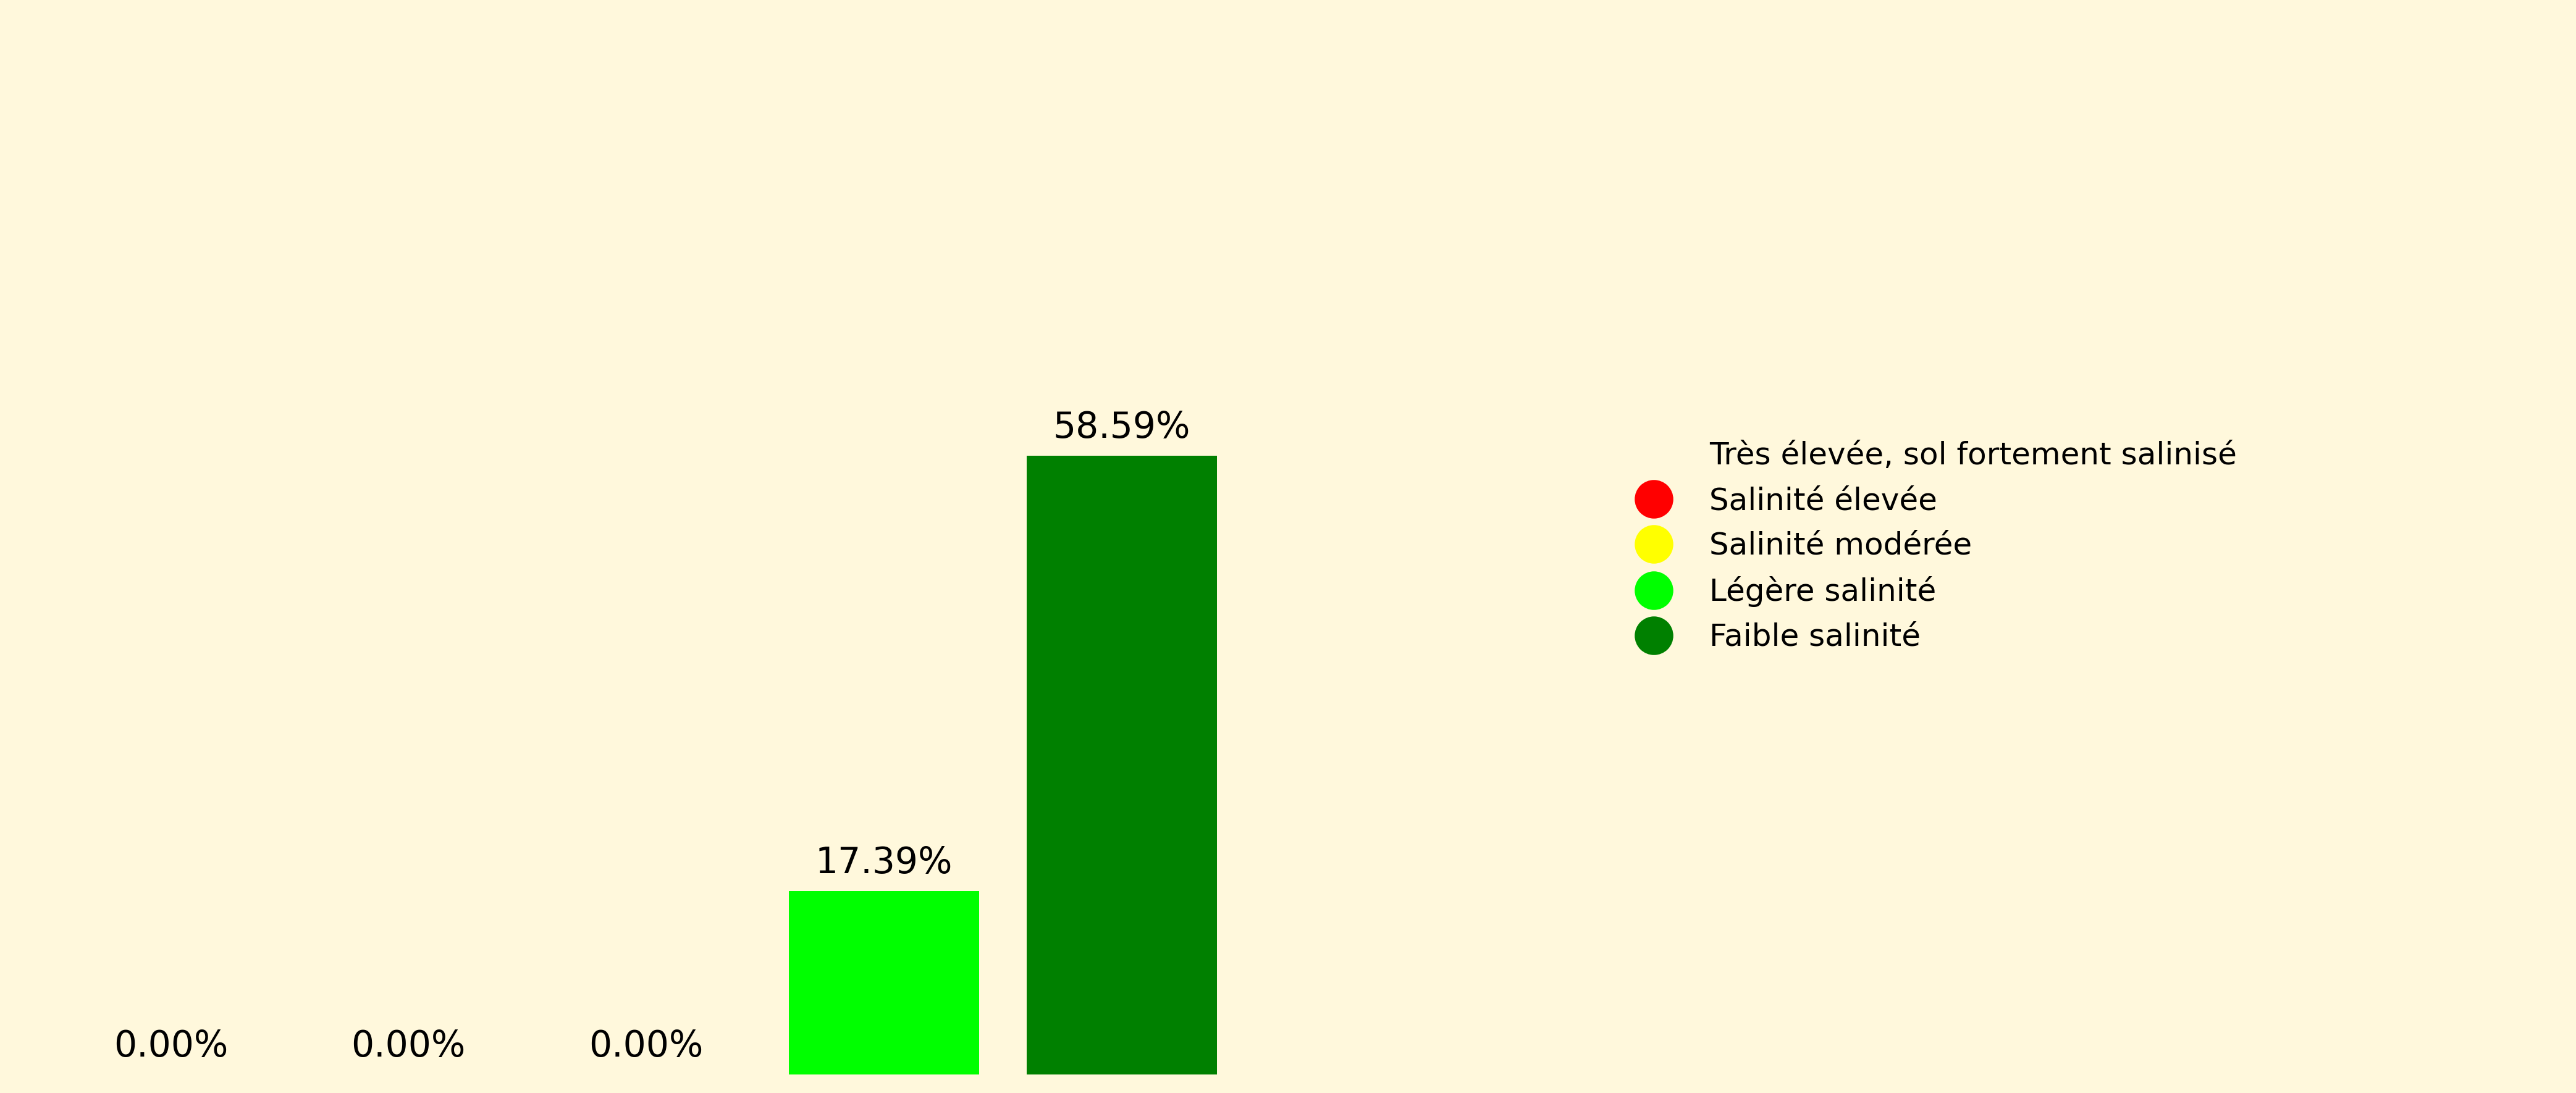 58.59%
17.39%
0.00%
0.00%
0.00%
Très élevée, sol fortement salinisé
Salinité élevée
Salinité modérée
Légère salinité
Faible salinité